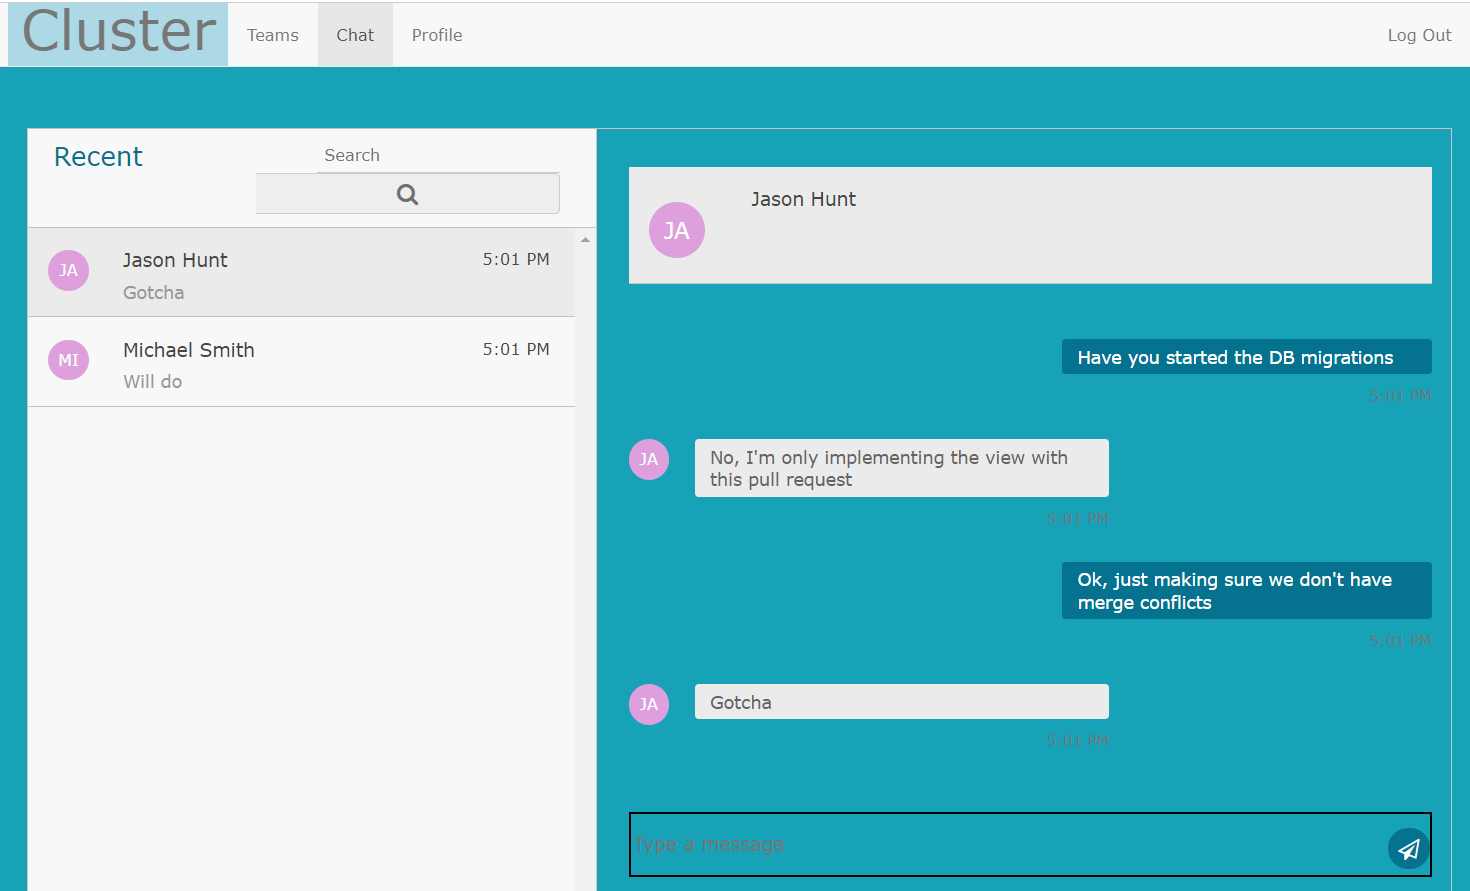 Cluster
Teams
Chat
Profile
Log Out
Recent
Search
JA
Jason Hunt
5:01 PM
Gotcha
MI
Michael Smith
5:01 PM
Will do
JA
Jason Hunt
Have you started the DB migrations
5:01 PM
JA
No, I'm only implementing the view with
this pull request
5:01 PM
Ok, just making sure we don't have
merge conflicts
5:01 PM
JA
Gotcha
5:01 PM
Type a message